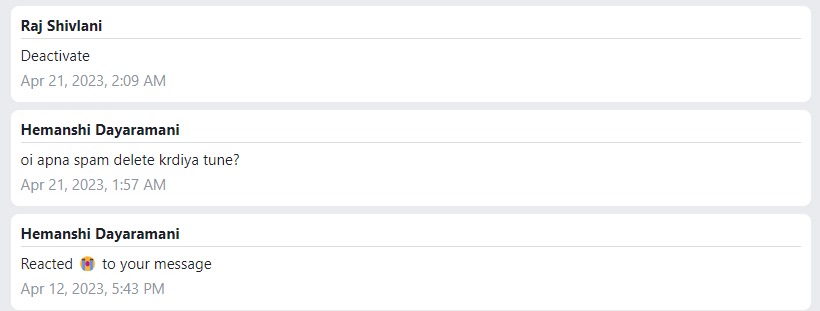 Raj Shivlani
Deactivate
Apr 21, 2023, 2:09 AM
Hemanshi Dayaramani
oi apna spam delete krdiya tune?
Apr 21, 2023, 1:57 AM
Hemanshi Dayaramani
Reacted 😭 to your message
Apr 12, 2023, 5:43 PM